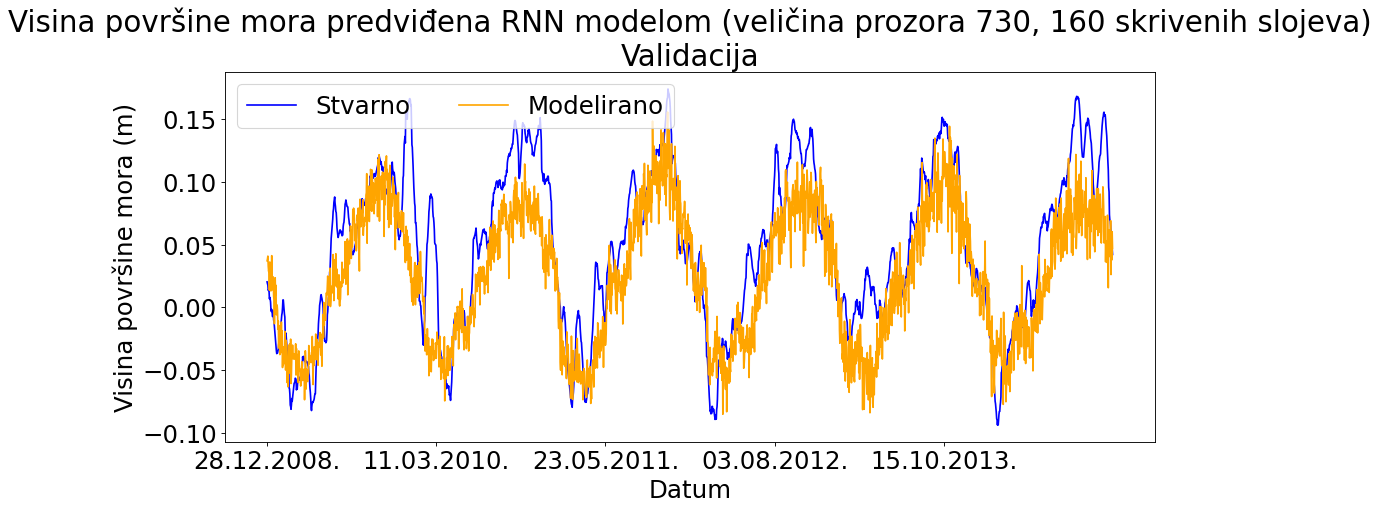 Visina površine mora predviđena RNN modelom (veličina prozora 730, 160 skrivenih slojeva)
Validacija
Stvarno Modelirano
Visina površine mora (m)
0.15
0.10
0.05
0.00
−0.05
−0.10
28.12.2008. 11.03.2010. 23.05.2011. 03.08.2012. 15.10.2013.
Datum